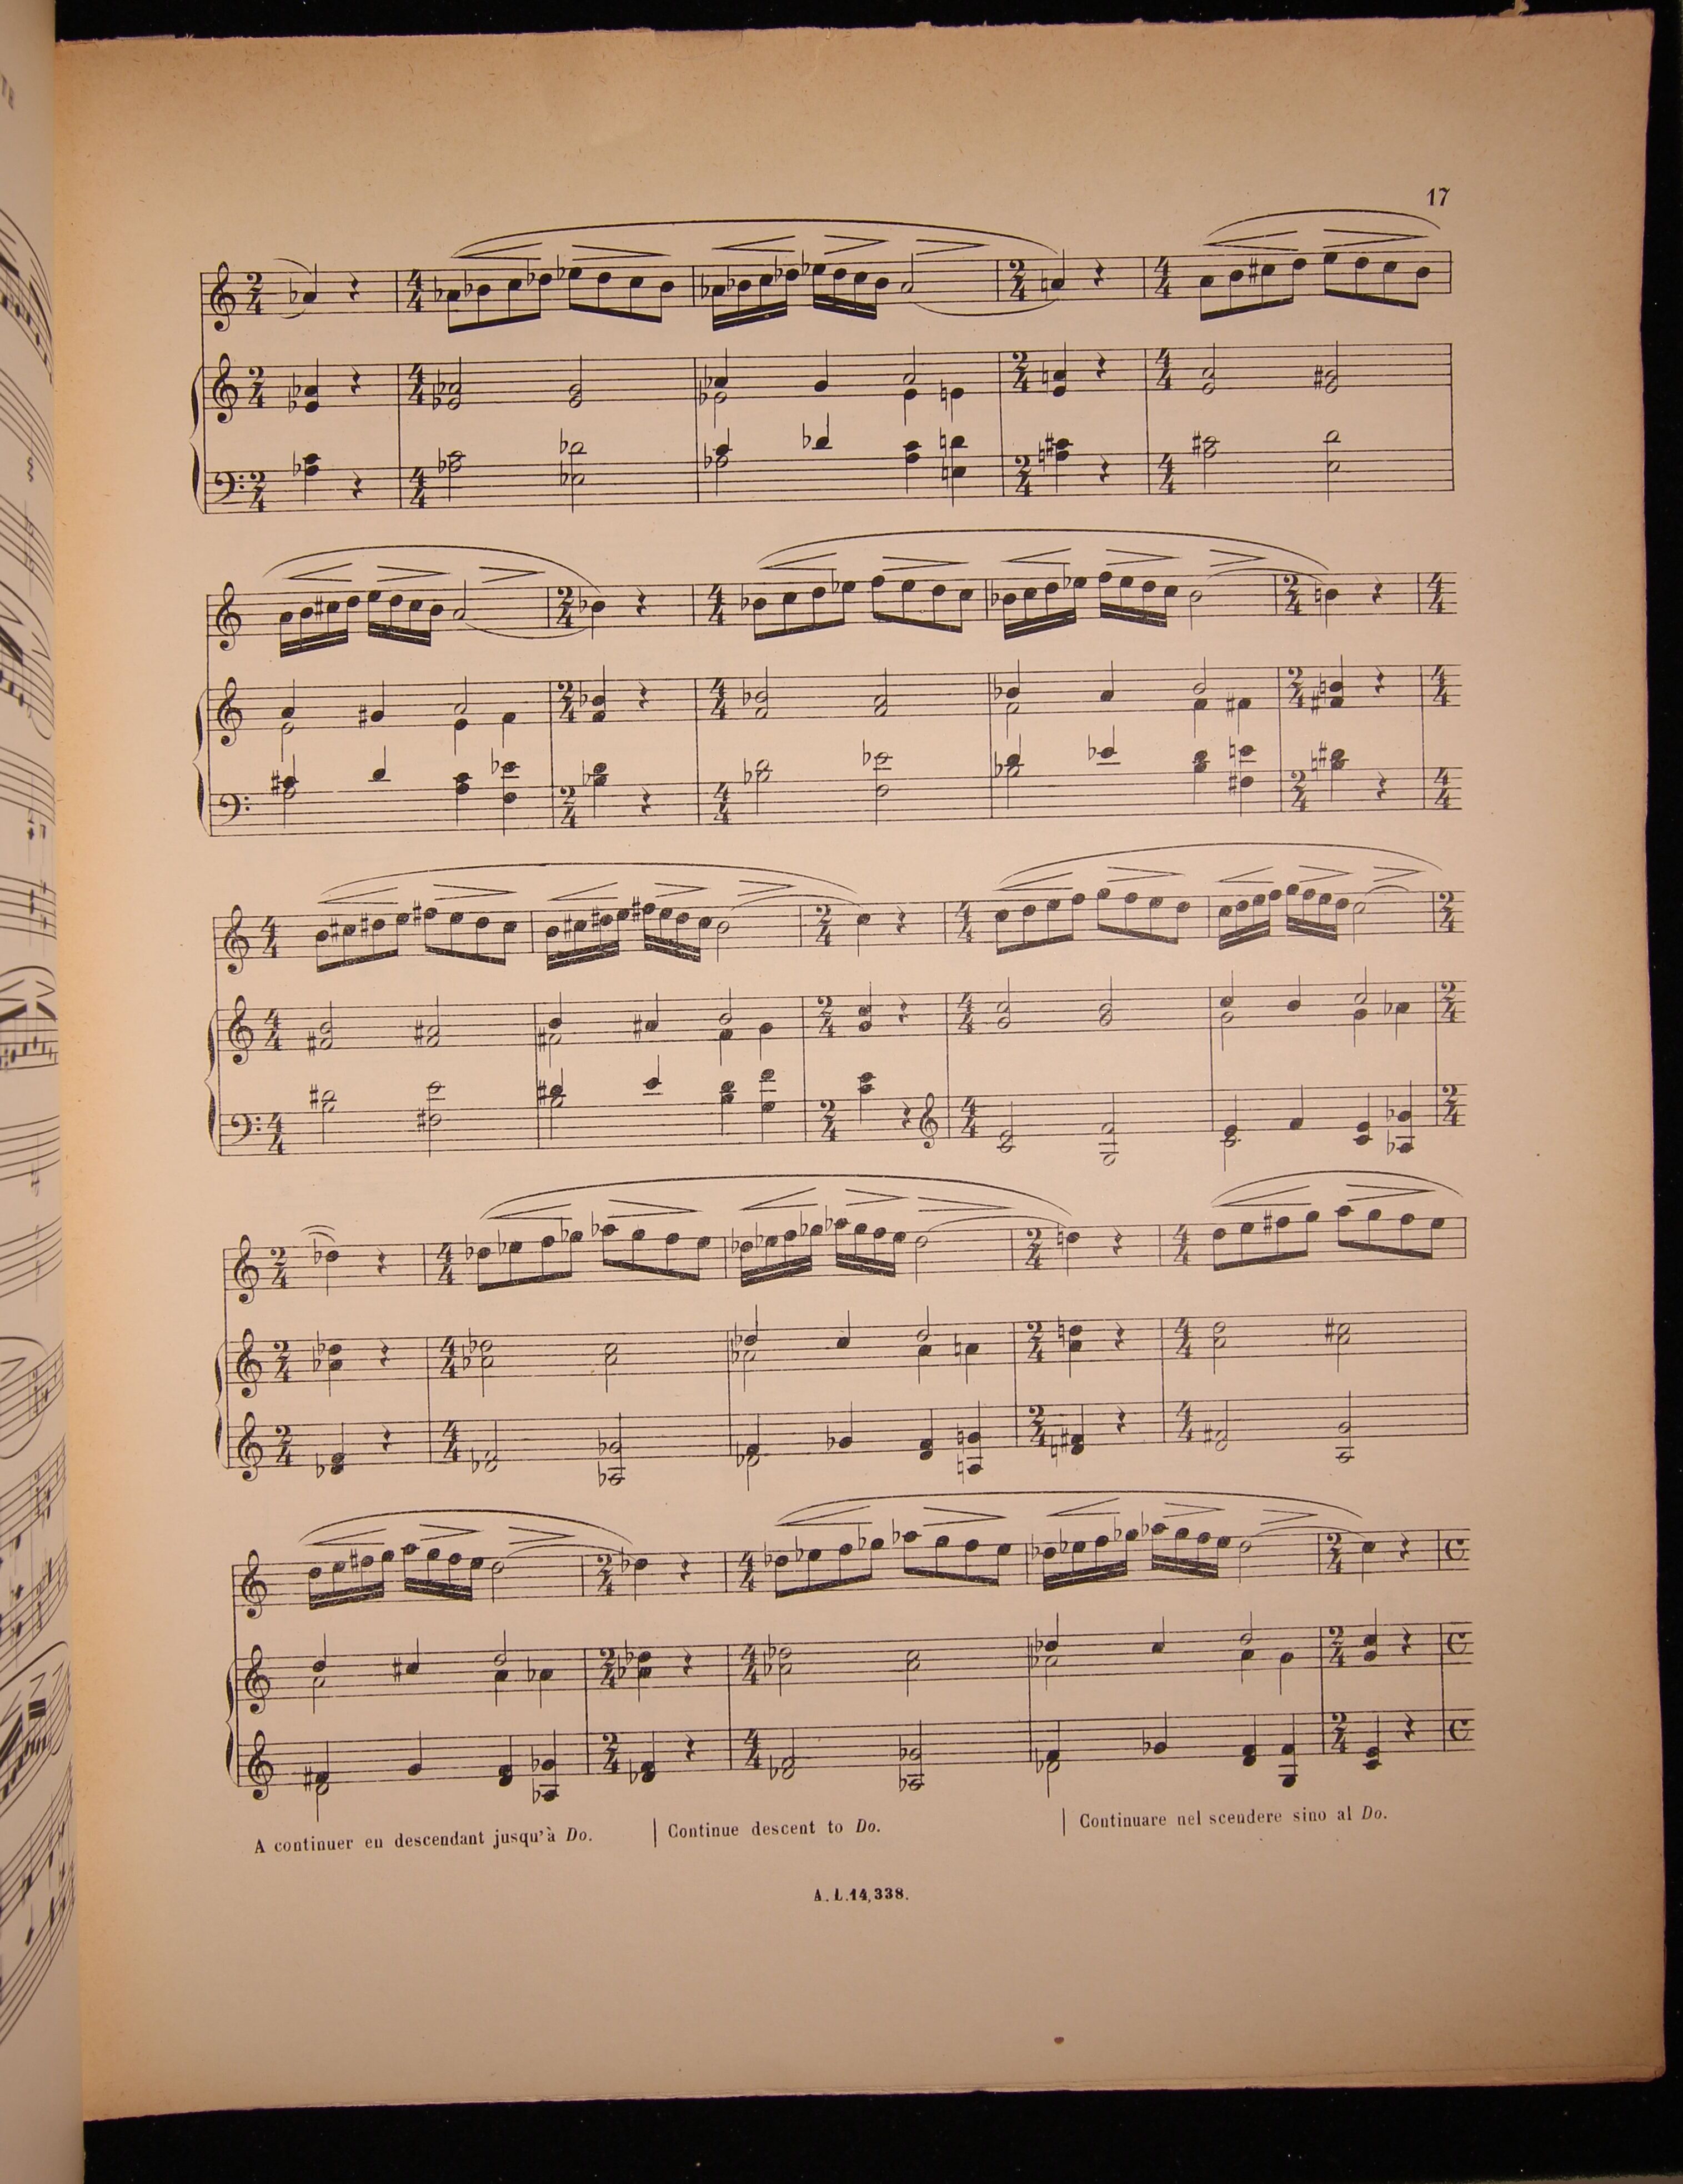 17
A continuer en descendant jusqu'à Do. | Continue descent to Do. | Continuare nel scendere sino al Do.
A.L.14,338.